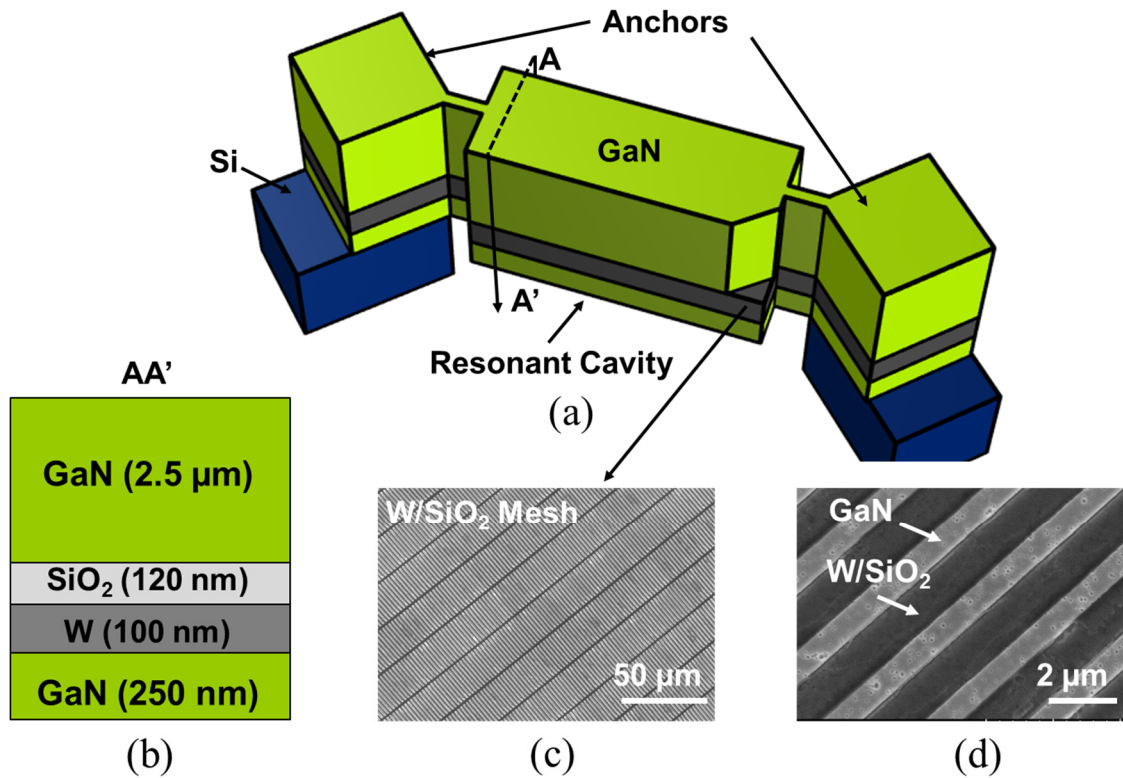 Anchors
A
GaN
Si
A’
Resonant Cavity
(a)
AA’
GaN (2.5 µm)
SiO₂ (120 nm)
W (100 nm)
GaN (250 nm)
(b)
W/SiO₂ Mesh
50 µm
(c)
GaN
W/SiO₂
2 µm
(d)